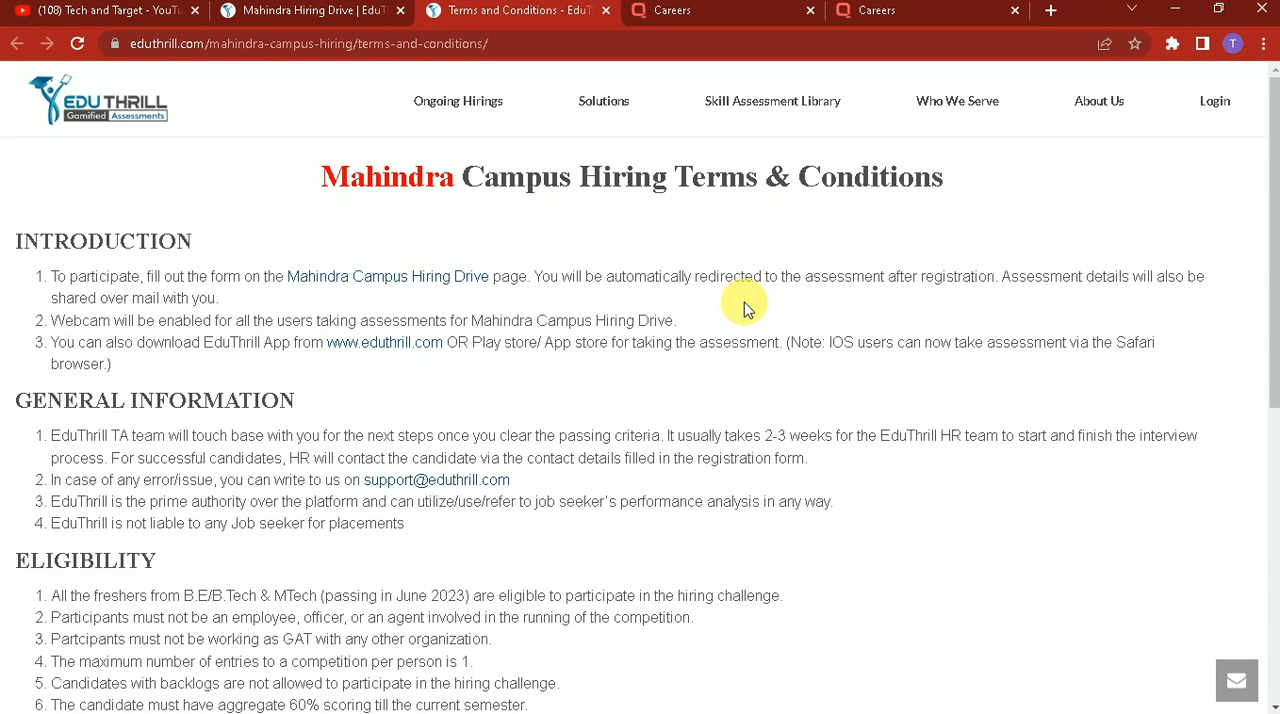 (108) Tech and Target - YouTu
Mahindra Hiring Drive | EduT
Terms and Conditions - EduT
Careers
Careers
eduthrill.com/mahindra-campus-hiring/terms-and-conditions/
T
EDU THRILL
Gamified Assessments
Ongoing Hirings
Solutions
Skill Assessment Library
Who We Serve
About Us
Login
Mahindra Campus Hiring Terms & Conditions
INTRODUCTION
1. To participate, fill out the form on the Mahindra Campus Hiring Drive page. You will be automatically redirected to the assessment after registration. Assessment details will also be
shared over mail with you.
2. Webcam will be enabled for all the users taking assessments for Mahindra Campus Hiring Drive.
3. You can also download EduThrill App from www.eduthrill.com OR Play store/ App store for taking the assessment. (Note: IOS users can now take assessment via the Safari
browser.)
GENERAL INFORMATION
1. EduThrill TA team will touch base with you for the next steps once you clear the passing criteria. It usually takes 2-3 weeks for the EduThrill HR team to start and finish the interview
process. For successful candidates, HR will contact the candidate via the contact details filled in the registration form.
2. In case of any error/issue, you can write to us on support@eduthrill.com
3. EduThrill is the prime authority over the platform and can utilize/use/refer to job seeker's performance analysis in any way.
4. EduThrill is not liable to any Job seeker for placements
ELIGIBILITY
1. All the freshers from B.E/B.Tech & MTech (passing in June 2023) are eligible to participate in the hiring challenge.
2. Participants must not be an employee, officer, or an agent involved in the running of the competition.
3. Partcipants must not be working as GAT with any other organization.
4. The maximum number of entries to a competition per person is 1.
5. Candidates with backlogs are not allowed to participate in the hiring challenge.
6. The candidate must have aggregate 60% scoring till the current semester.